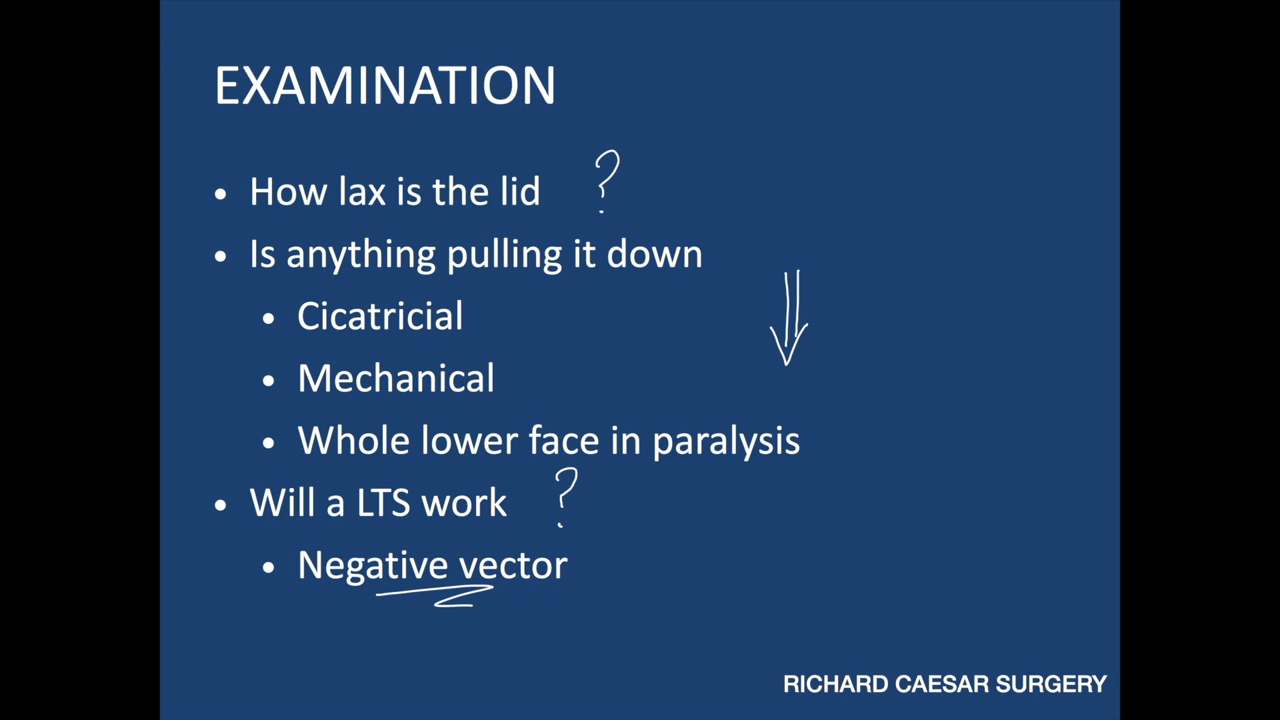 EXAMINATION
• How lax is the lid ?
• Is anything pulling it down
• Cicatricial
• Mechanical
• Whole lower face in paralysis
• Will a LTS work ?
• Negative vector
RICHARD CAESAR SURGERY